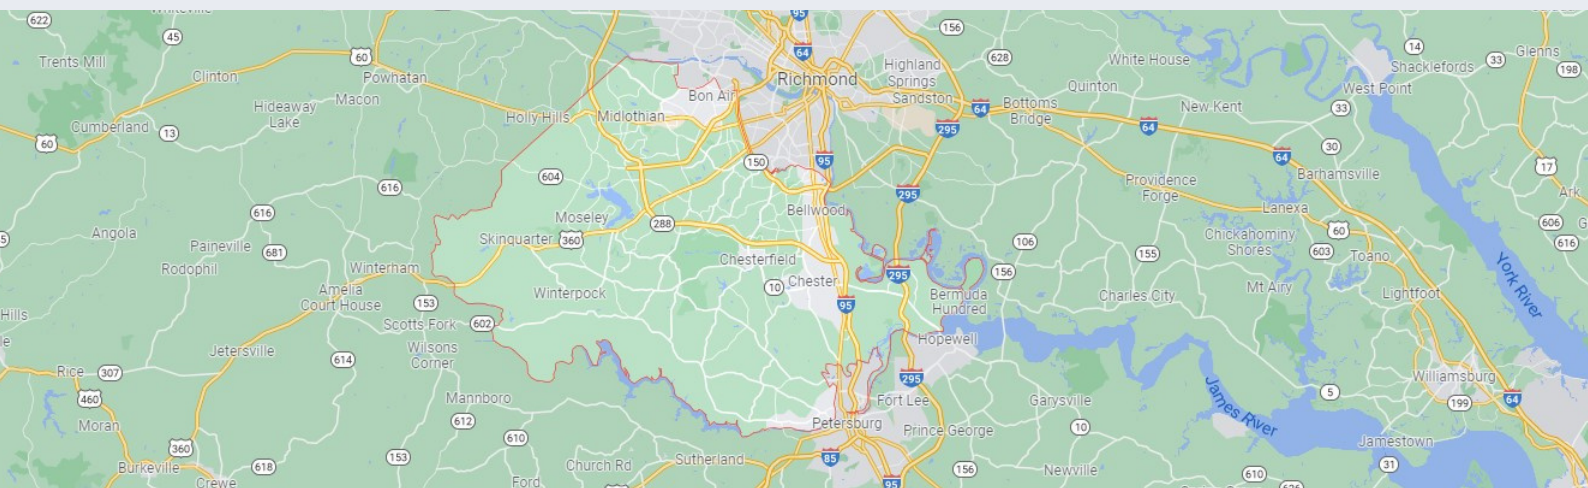 Whiteville
95
622
156
14
Glenns
45
64
White House
33
60
628
Shacklefords
198
Trents Mill
Richmond
Highland
Springs
Clinton
Powhatan
Quinton
West Point
Bon Air
Sandston
Macon
64
Bottoms
Bridge
New Kent
33
Hideaway
Lake
Holly Hills
Midlothian
295
64
Cumberland
13
60
150
95
64
30
17
Barhamsville
604
Providence
Forge
616
295
Ark
Lanexa
616
Moseley
Bellwood
606
288
60
Chickahominy
Shores
Angola
Skinquarter
360
106
603
616
Paineville
681
155
Toano
Chesterfield
Rodophil
Winterham
295
156
York River
Amelia
Court House
Winterpock
10
Chester
Mt Airy
Bermuda
Hundred
Charles City
Lightfoot
153
95
Hills
Scotts Fork
602
Hopewell
Wilsons
Corner
Jetersville
614
Rice
307
295
Williamsburg
James River
5
64
460
Mannboro
Fort Lee
Garysville
199
Moran
612
Petersburg
Prince George
10
610
Jamestown
360
153
Sutherland
85
618
Church Rd
156
Newville
31
Burkeville
610
Crewe
Ford
95